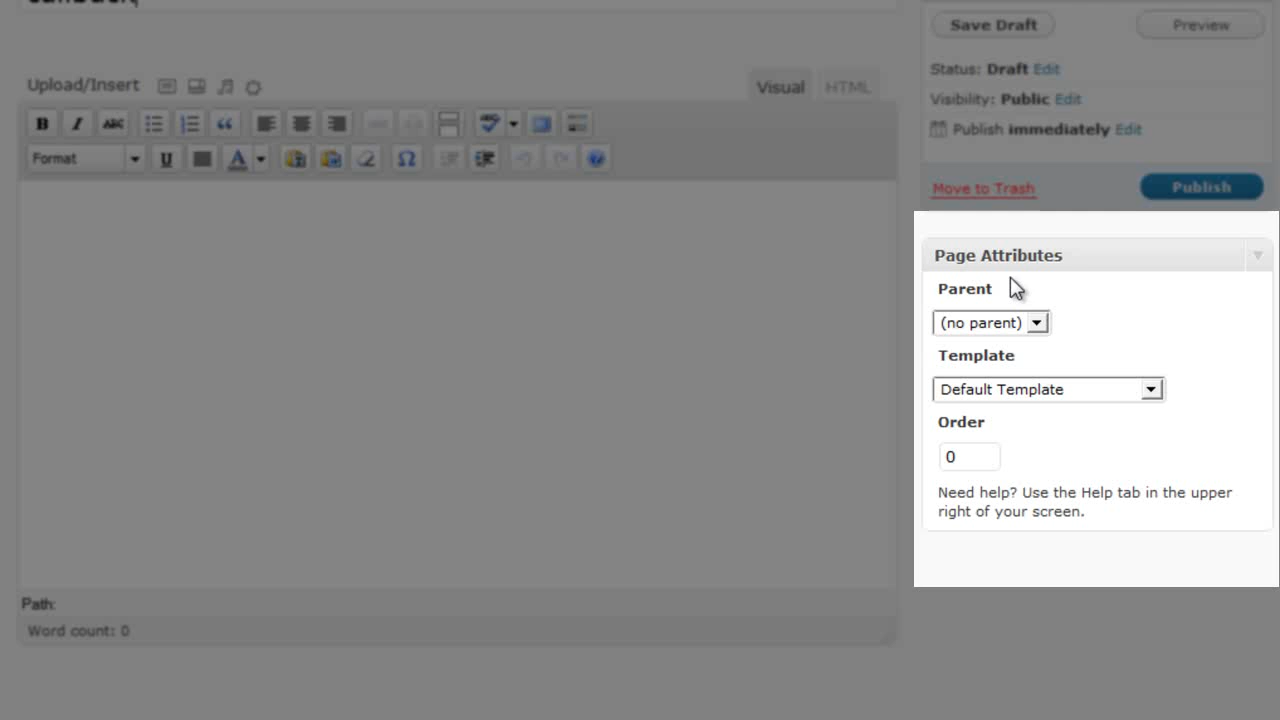 Save Draft
Preview
Upload/Insert
Visual
HTML
Status: Draft Edit
Visibility: Public Edit
Publish immediately Edit
B I ABC
Format
U A Ω
Move to Trash
Publish
Page Attributes
Parent
(no parent)
Template
Default Template
Order
0
Need help? Use the Help tab in the upper
right of your screen.
Path:
Word count: 0